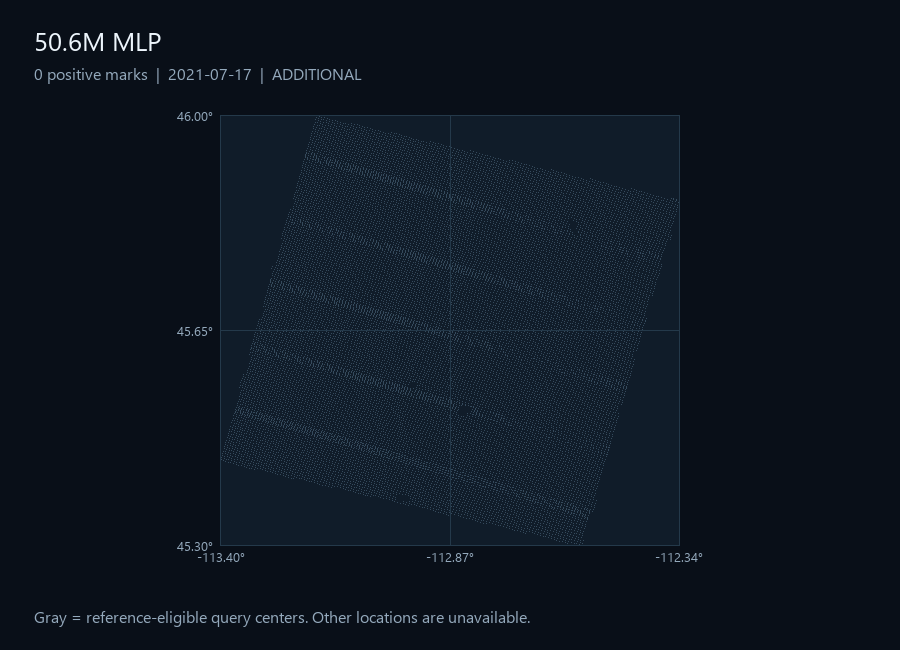 50.6M MLP
0 positive marks | 2021-07-17 | ADDITIONAL
46.00°
45.65°
45.30°
-113.40° -112.87° -112.34°
Gray = reference-eligible query centers. Other locations are unavailable.